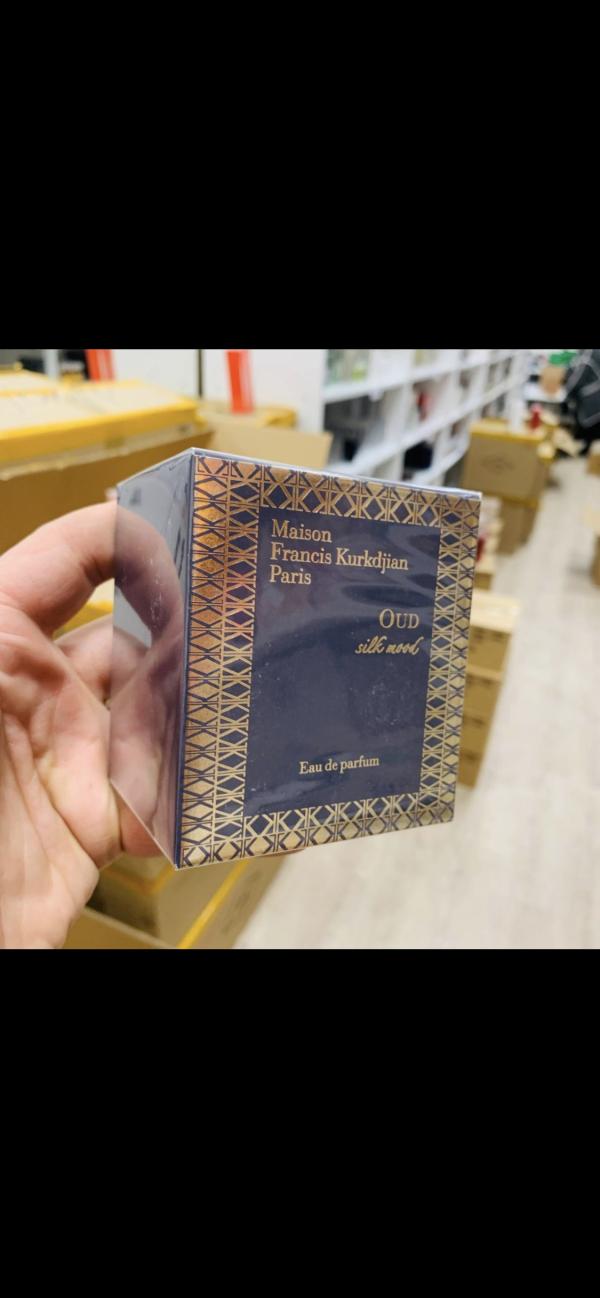 Maison
Francis Kurkdjian
Paris
OUD
silk mood
Eau de parfum